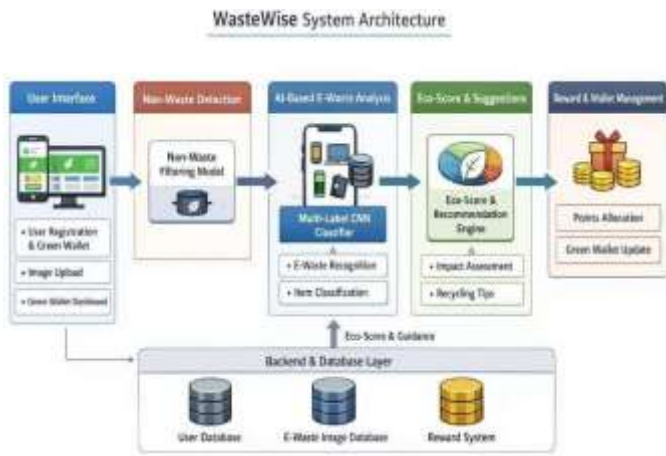 WasteWise System Architecture
User Interface
+ User Registration
& Green Wallet
+ Image Upload
+ Green Wallet Dashboard
Non-Waste Detection
Non-Waste
Filtering Model
AI-Based E-Waste Analysis
Multi-Label CNN
Classifier
+ E-Waste Recognition
+ Item Classification
Eco-Score & Suggestions
Eco-Score &
Recommendation
Engine
+ Impact Assessment
+ Recycling Tips
Reward & Wallet Management
Points Allocation
Green Wallet Update
Eco-Score & Guidance
Backend & Database Layer
User Database
E-Waste Image Database
Reward System